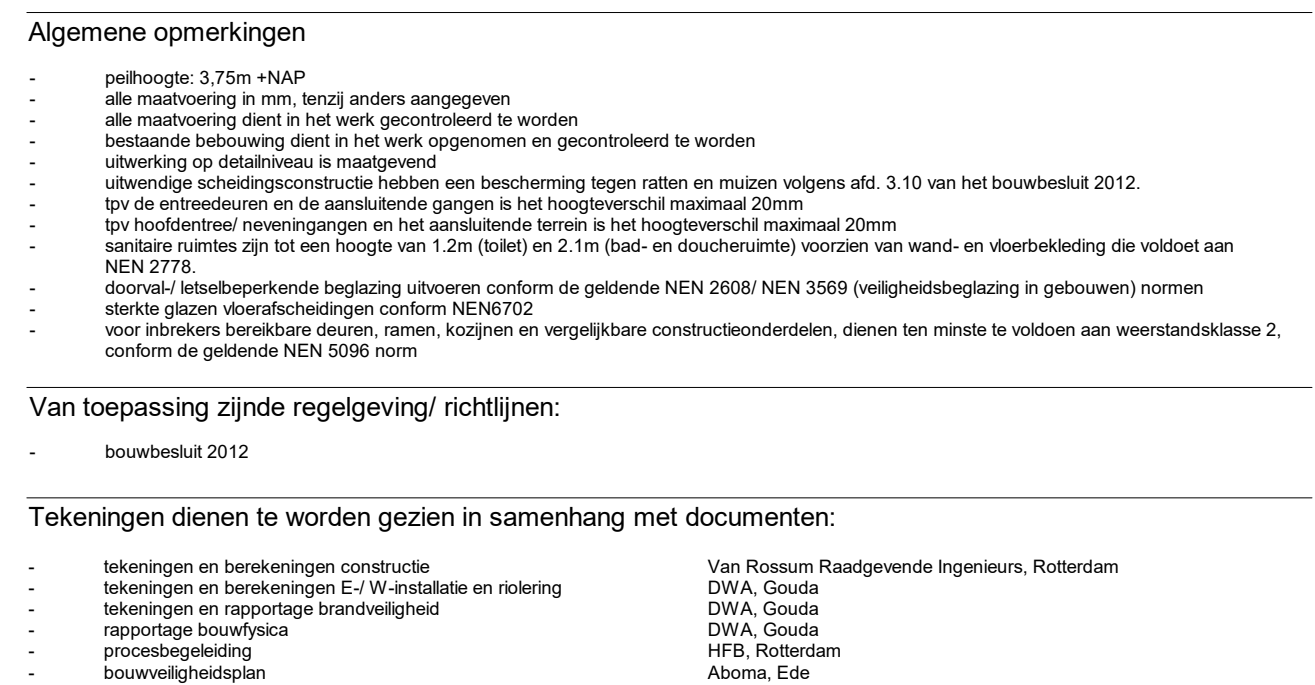 Algemene opmerkingen
- peilhoogte: 3,75m +NAP
- alle maatvoering in mm, tenzij anders aangegeven
- alle maatvoering dient in het werk gecontroleerd te worden
- bestaande bebouwing dient in het werk opgenomen en gecontroleerd te worden
- uitwerking op detailniveau is maatgevend
- uitwendige scheidingsconstructie hebben een bescherming tegen ratten en muizen volgens afd. 3.10 van het bouwbesluit 2012.
- tpv de entreedeuren en de aansluitende gangen is het hoogteverschil maximaal 20mm
- tpv hoofdentree/ neveningangen en het aansluitende terrein is het hoogteverschil maximaal 20mm
- sanitaire ruimtes zijn tot een hoogte van 1.2m (toilet) en 2.1m (bad- en doucheruimte) voorzien van wand- en vloerbekleding die voldoet aan
NEN 2778.
- doorval-/ letselbeperkende beglazing uitvoeren conform de geldende NEN 2608/ NEN 3569 (veiligheidsbeglazing in gebouwen) normen
- sterkte glazen vloerafscheidingen conform NEN6702
- voor inbrekers bereikbare deuren, ramen, kozijnen en vergelijkbare constructieonderdelen, dienen ten minste te voldoen aan weerstandsklasse 2,
conform de geldende NEN 5096 norm
Van toepassing zijnde regelgeving/ richtlijnen:
- bouwbesluit 2012
Tekeningen dienen te worden gezien in samenhang met documenten:
- tekeningen en berekeningen constructie Van Rossum Raadgevende Ingenieurs, Rotterdam
- tekeningen en berekeningen E-/ W-installatie en riolering DWA, Gouda
- tekeningen en rapportage brandveiligheid DWA, Gouda
- rapportage bouwfysica DWA, Gouda
- procesbegeleiding HFB, Rotterdam
- bouwveiligheidsplan Aboma, Ede